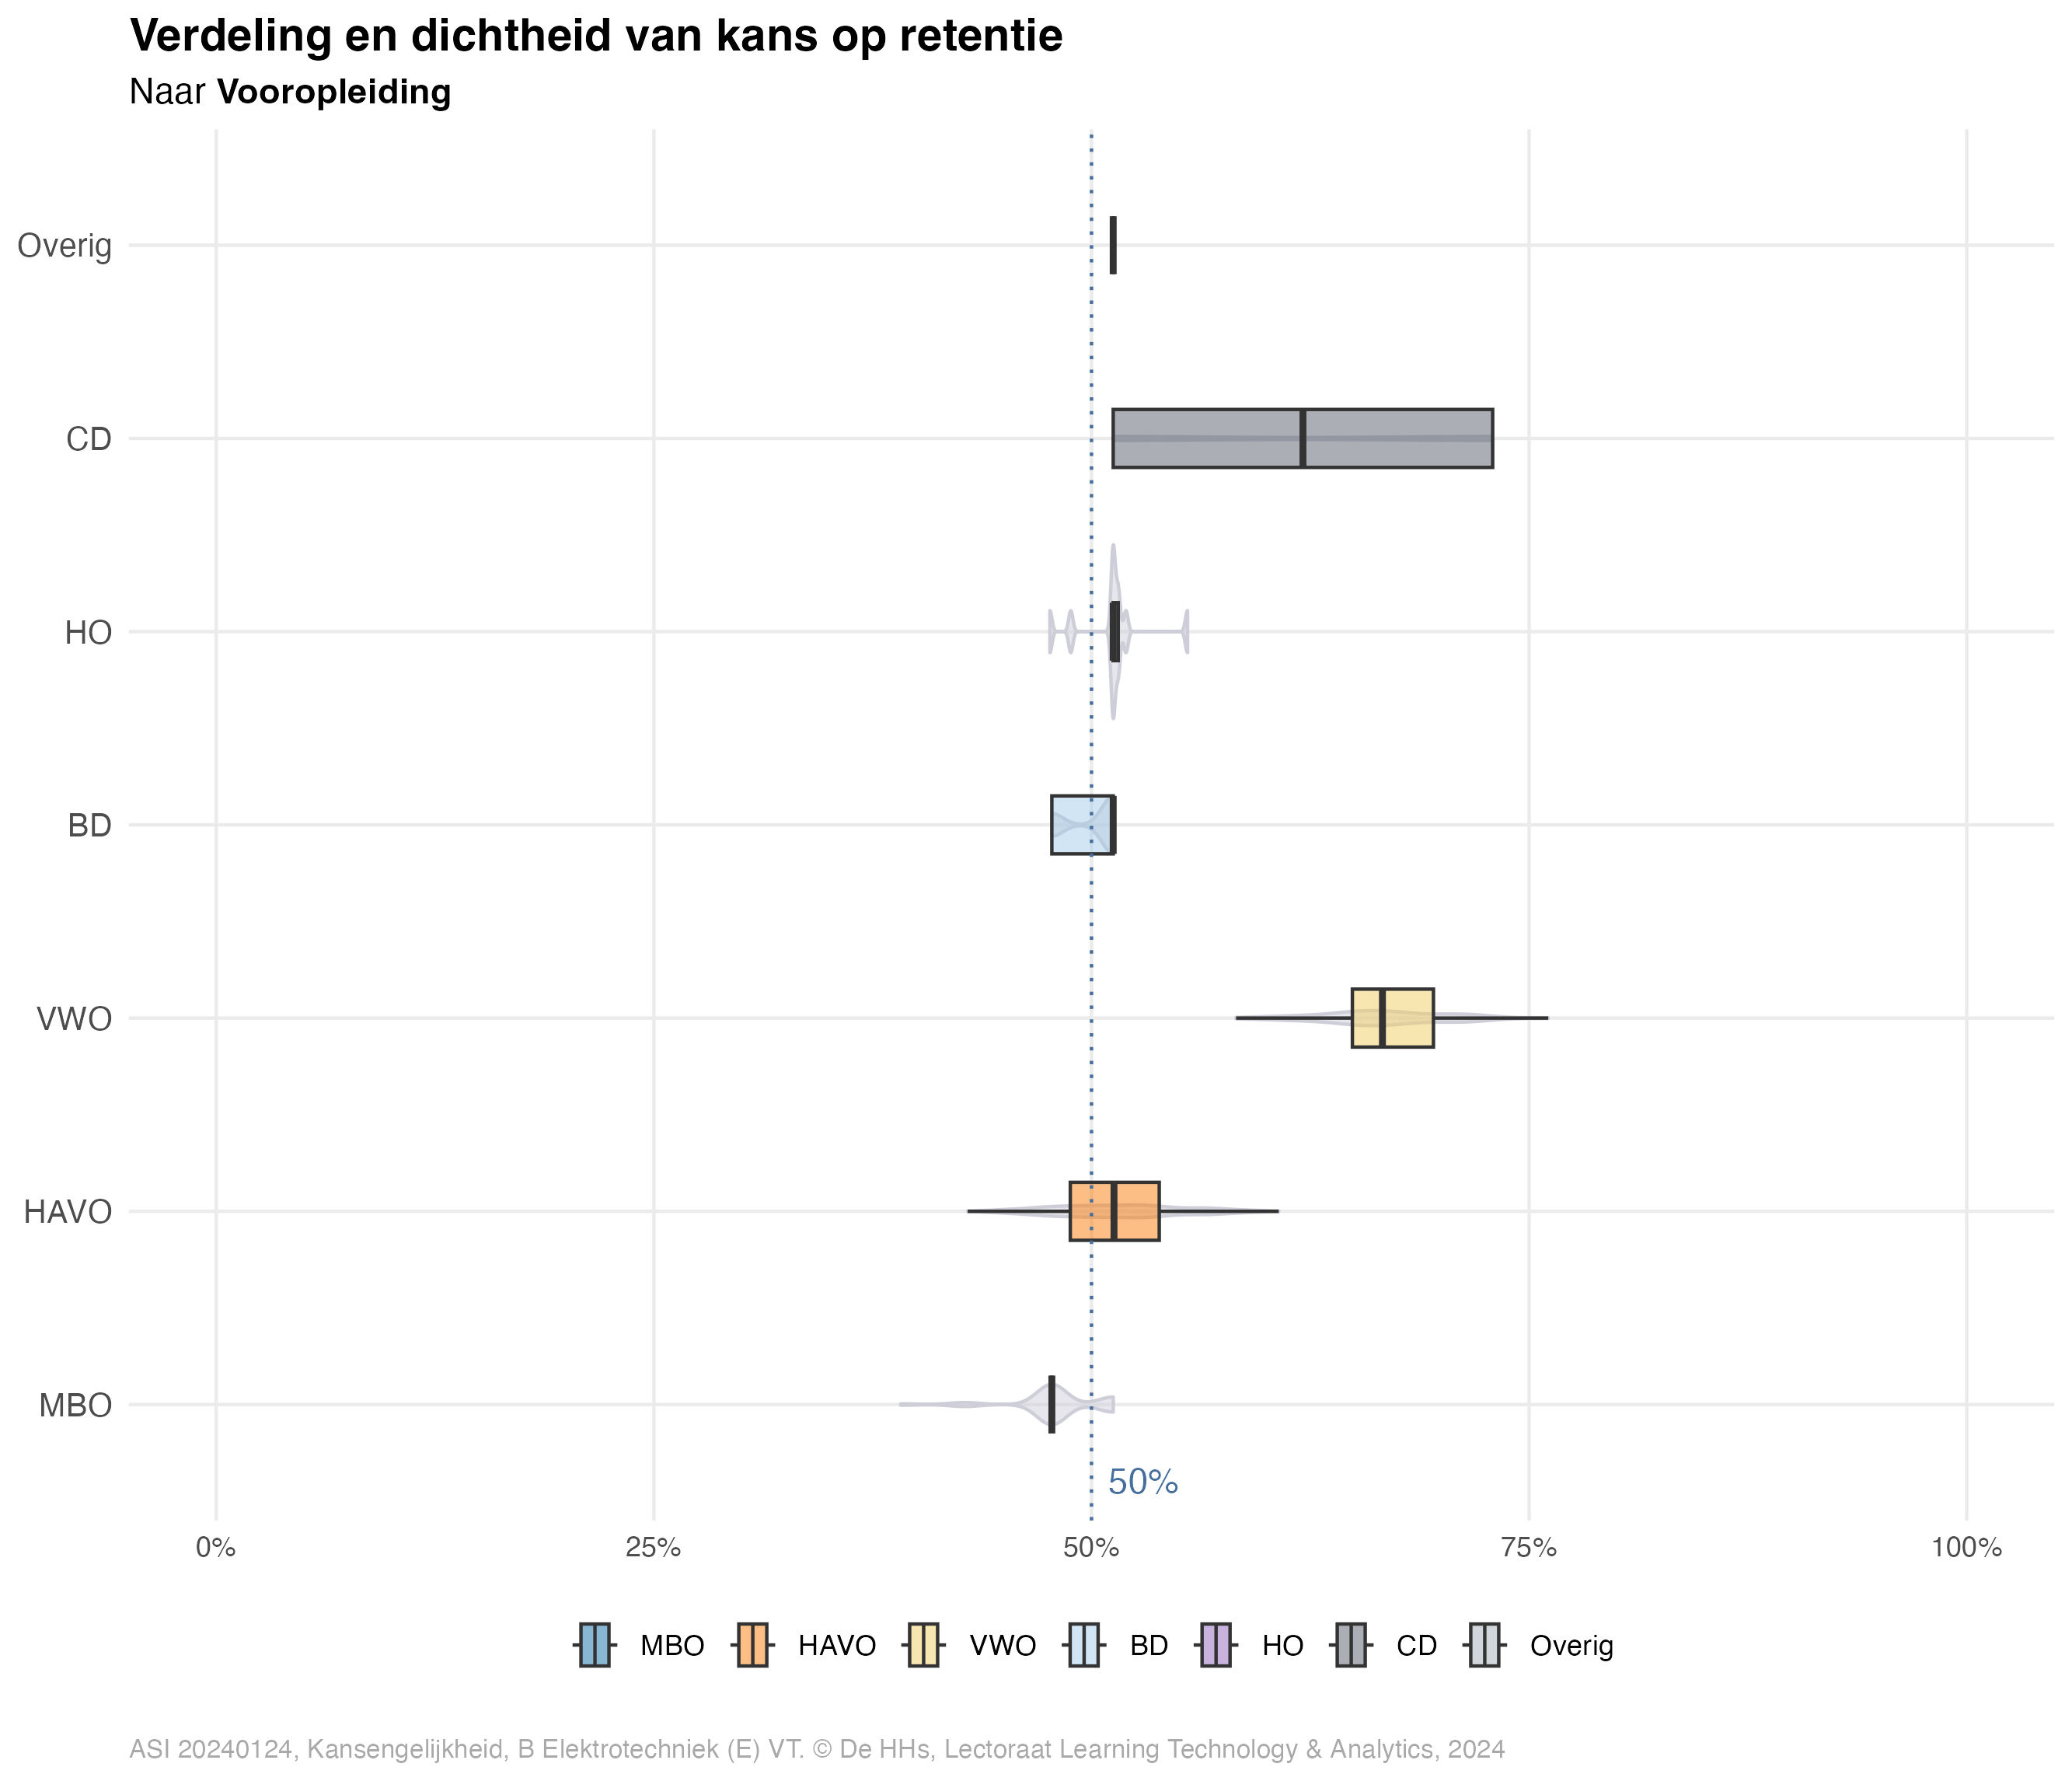 Verdeling en dichtheid van kans op retentie
Naar Vooropleiding
Overig
CD
HO
BD
VWO
HAVO
MBO
50%
0% 25% 50% 75% 100%
MBO HAVO VWO BD HO CD Overig
ASI 20240124, Kansengelijkheid, B Elektrotechniek (E) VT. © De HHs, Lectoraat Learning Technology & Analytics, 2024